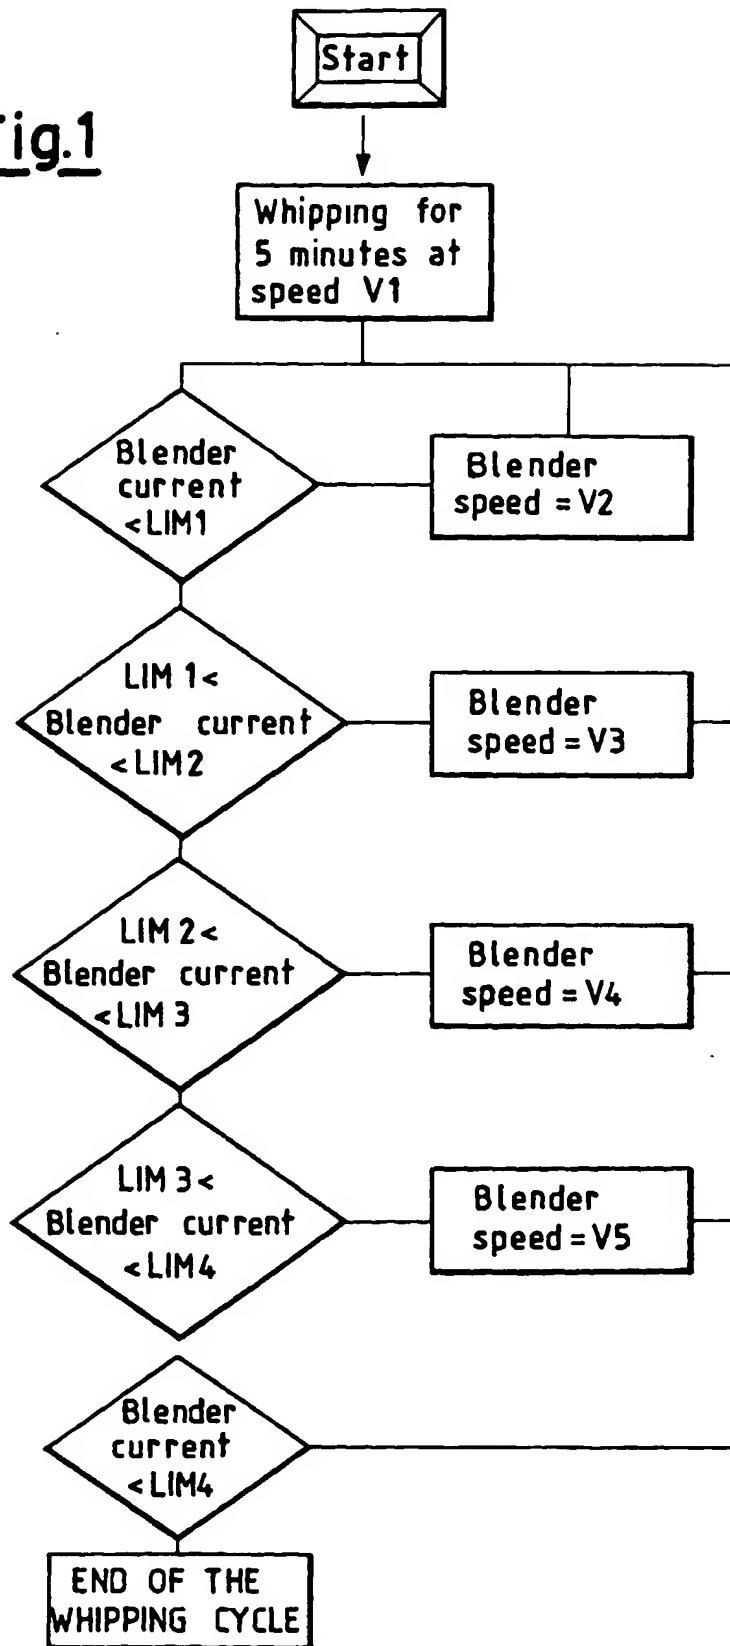 Start
Fig.1
Whipping for
5 minutes at
speed V1
Blender
current
<LIM1
Blender
speed = V2
LIM 1<
Blender current
<LIM2
Blender
speed = V3
LIM 2<
Blender current
<LIM 3
Blender
speed = V4
LIM 3<
Blender current
<LIM4
Blender
speed = V5
Blender
current
<LIM4
END OF THE
WHIPPING CYCLE